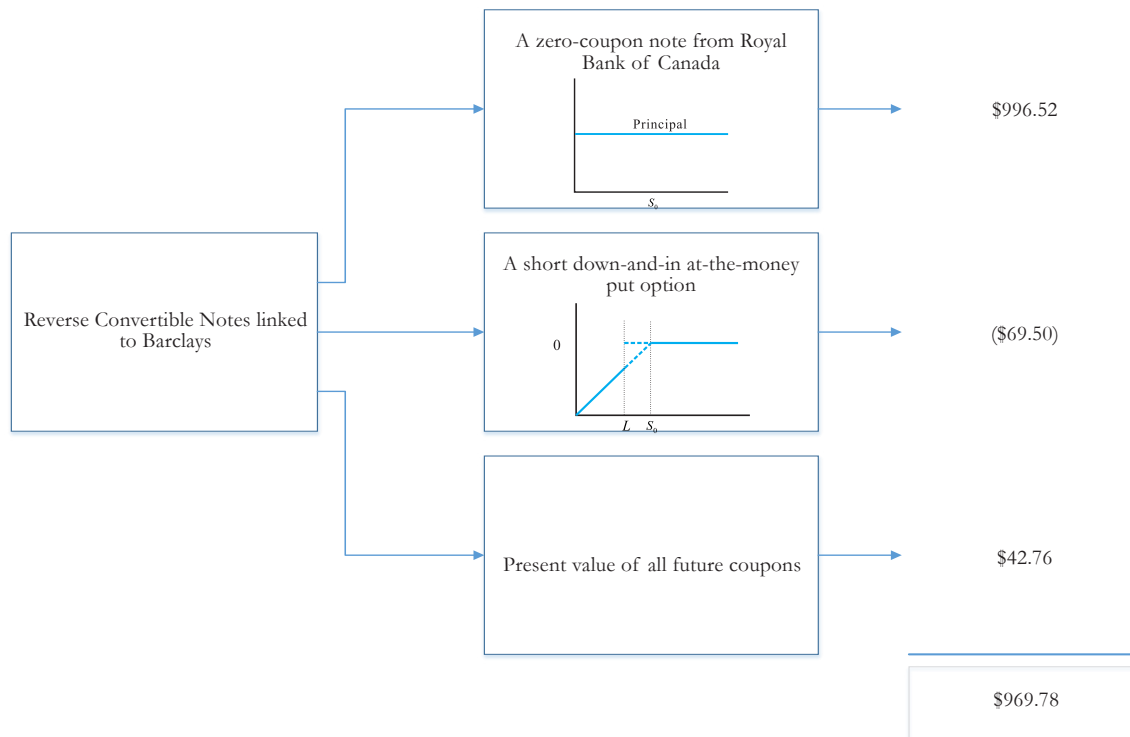 A zero-coupon note from Royal
Bank of Canada
Principal
S₀
$996.52
Reverse Convertible Notes linked
to Barclays
A short down-and-in at-the-money
put option
0
L S₀
($69.50)
Present value of all future coupons
$42.76
$969.78